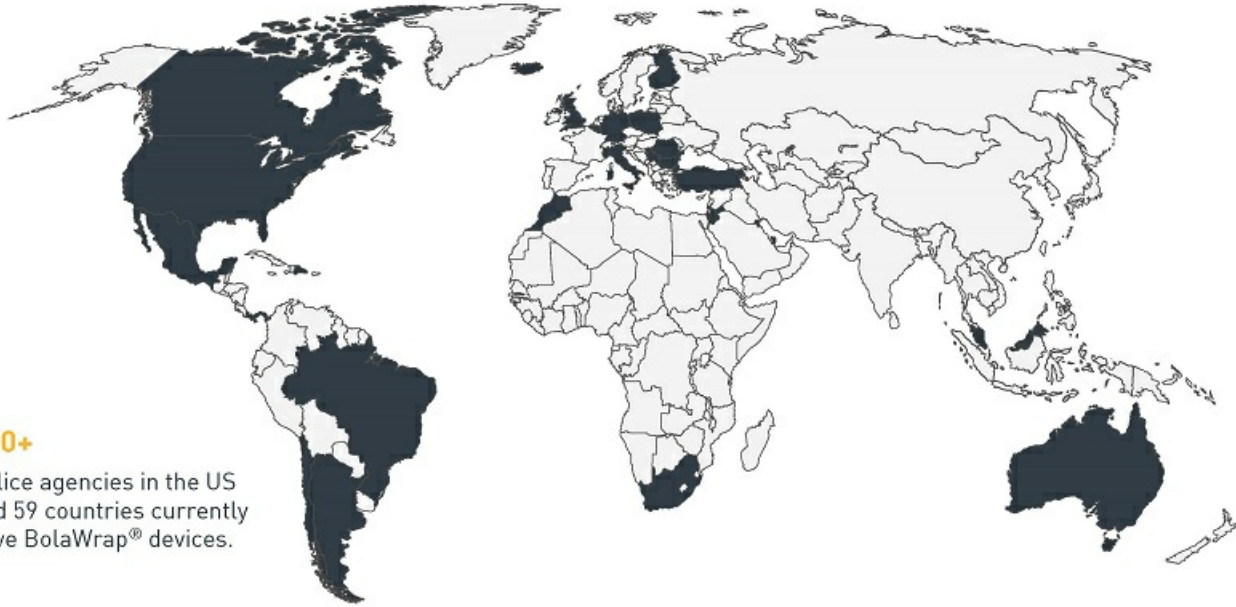 0+
lice agencies in the US
d 59 countries currently
ve BolaWrap® devices.